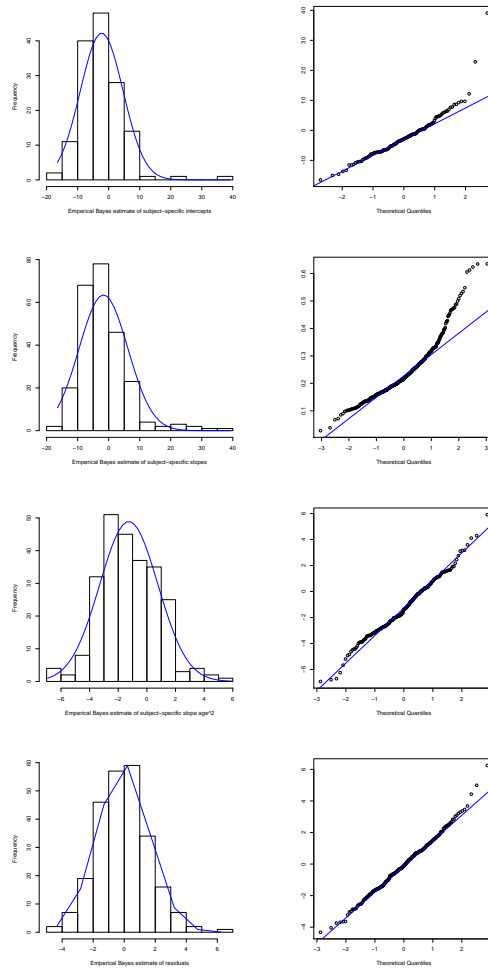 Frequency
0 10 20 30 40
−20 −10 0 10 20 30 40
Emperical Bayes estimate of subject−specific intercepts
−10 0 10 20 30 40
−2 −1 0 1 2
Theoretical Quantiles
Frequency
0 20 40 60 80
−20 −10 0 10 20 30 40
Emperical Bayes estimate of subject−specific slopes
0.1 0.2 0.3 0.4 0.5 0.6
−3 −2 −1 0 1 2 3
Theoretical Quantiles
Frequency
0 10 20 30 40 50
−6 −4 −2 0 2 4 6
Emperical Bayes estimate of subject−specific slope age^2
−6 −4 −2 0 2 4 6
−3 −2 −1 0 1 2
Theoretical Quantiles
Frequency
0 10 20 30 40 50 60
−4 −2 0 2 4 6
Emperical Bayes estimate of residuals
−4 −2 0 2 4 6
−3 −2 −1 0 1 2
Theoretical Quantiles